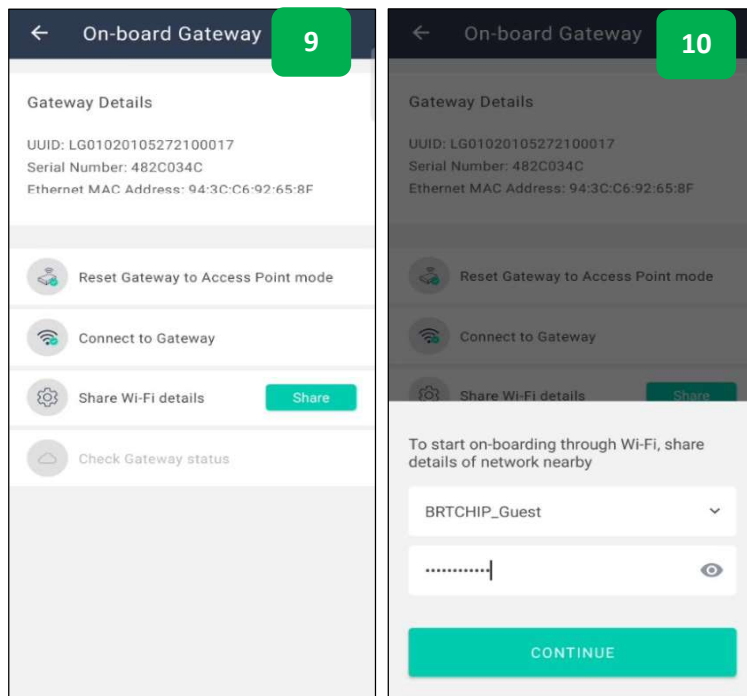 On-board Gateway
9
Gateway Details
UUID: LG01020105272100017
Serial Number: 482C034C
Ethernet MAC Address: 94:3C:C6:92:65:8F
Reset Gateway to Access Point mode
Connect to Gateway
Share Wi-Fi details
Share
Check Gateway status
On-board Gateway
10
Gateway Details
UUID: LG01020105272100017
Serial Number: 482C034C
Ethernet MAC Address: 94:3C:C6:92:65:8F
Reset Gateway to Access Point mode
Connect to Gateway
Share Wi-Fi details
Share
To start on-boarding through Wi-Fi, share
details of network nearby
BRTCHIP_Guest
••••••••••••
CONTINUE